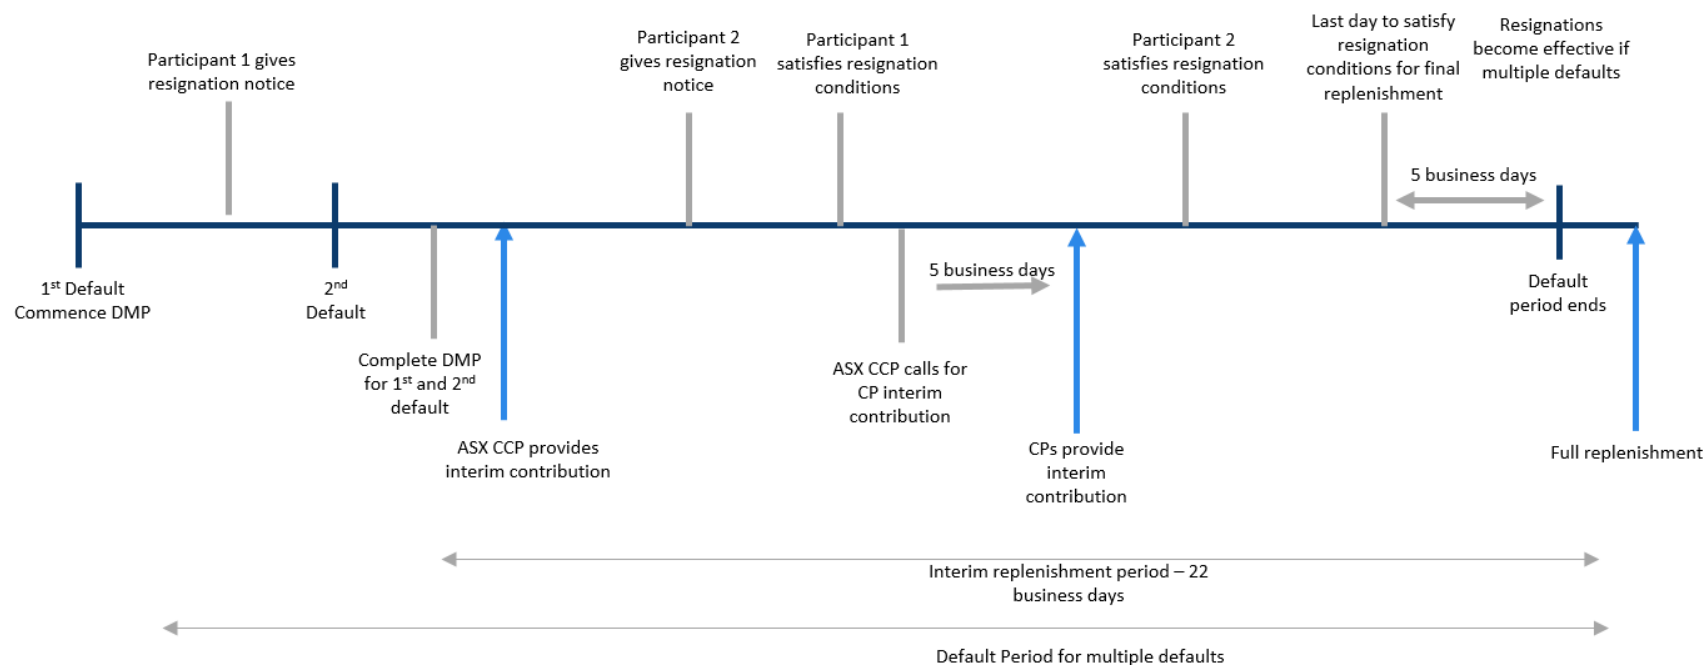 Participant 1 gives
resignation notice
Participant 2
gives resignation
notice
Participant 1
satisfies resignation
conditions
Participant 2
satisfies resignation
conditions
Last day to satisfy
resignation
conditions for final
replenishment
Resignations
become effective if
multiple defaults
5 business days
1st Default
Commence DMP
2nd
Default
Complete DMP
for 1st and 2nd
default
ASX CCP provides
interim contribution
5 business days
ASX CCP calls for
CP interim
contribution
CPs provide
interim
contribution
Default
period ends
Full replenishment
Interim replenishment period – 22
business days
Default Period for multiple defaults